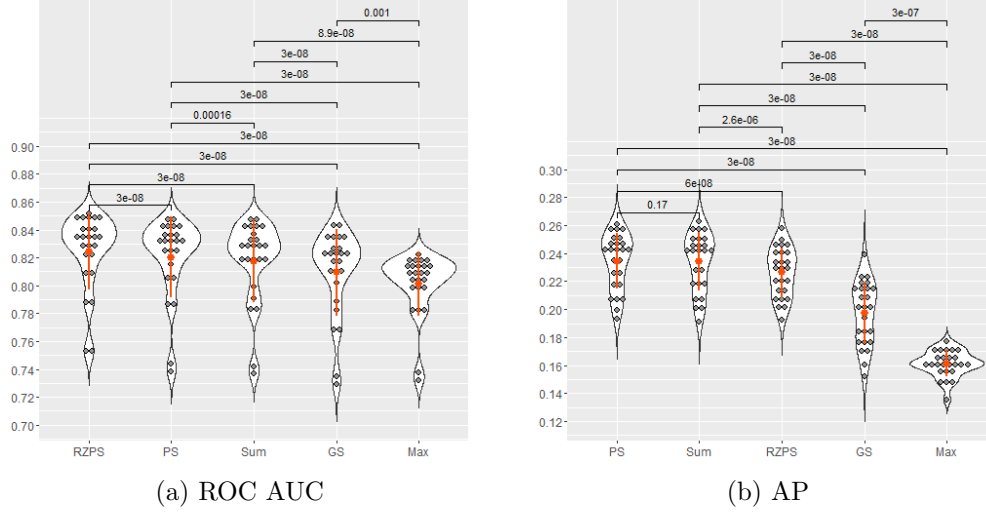 0.001
8.9e-08
3e-08
3e-08
3e-08
0.00016
3e-08
3e-08
3e-08
3e-08
0.90
0.88
0.86
0.84
0.82
0.80
0.78
0.76
0.74
0.72
0.70
RZPS PS Sum GS Max
(a) ROC AUC
3e-07
3e-08
3e-08
3e-08
3e-08
2.6e-06
3e-08
3e-08
6e-08
0.17
0.30
0.28
0.26
0.24
0.22
0.20
0.18
0.16
0.14
0.12
PS Sum RZPS GS Max
(b) AP